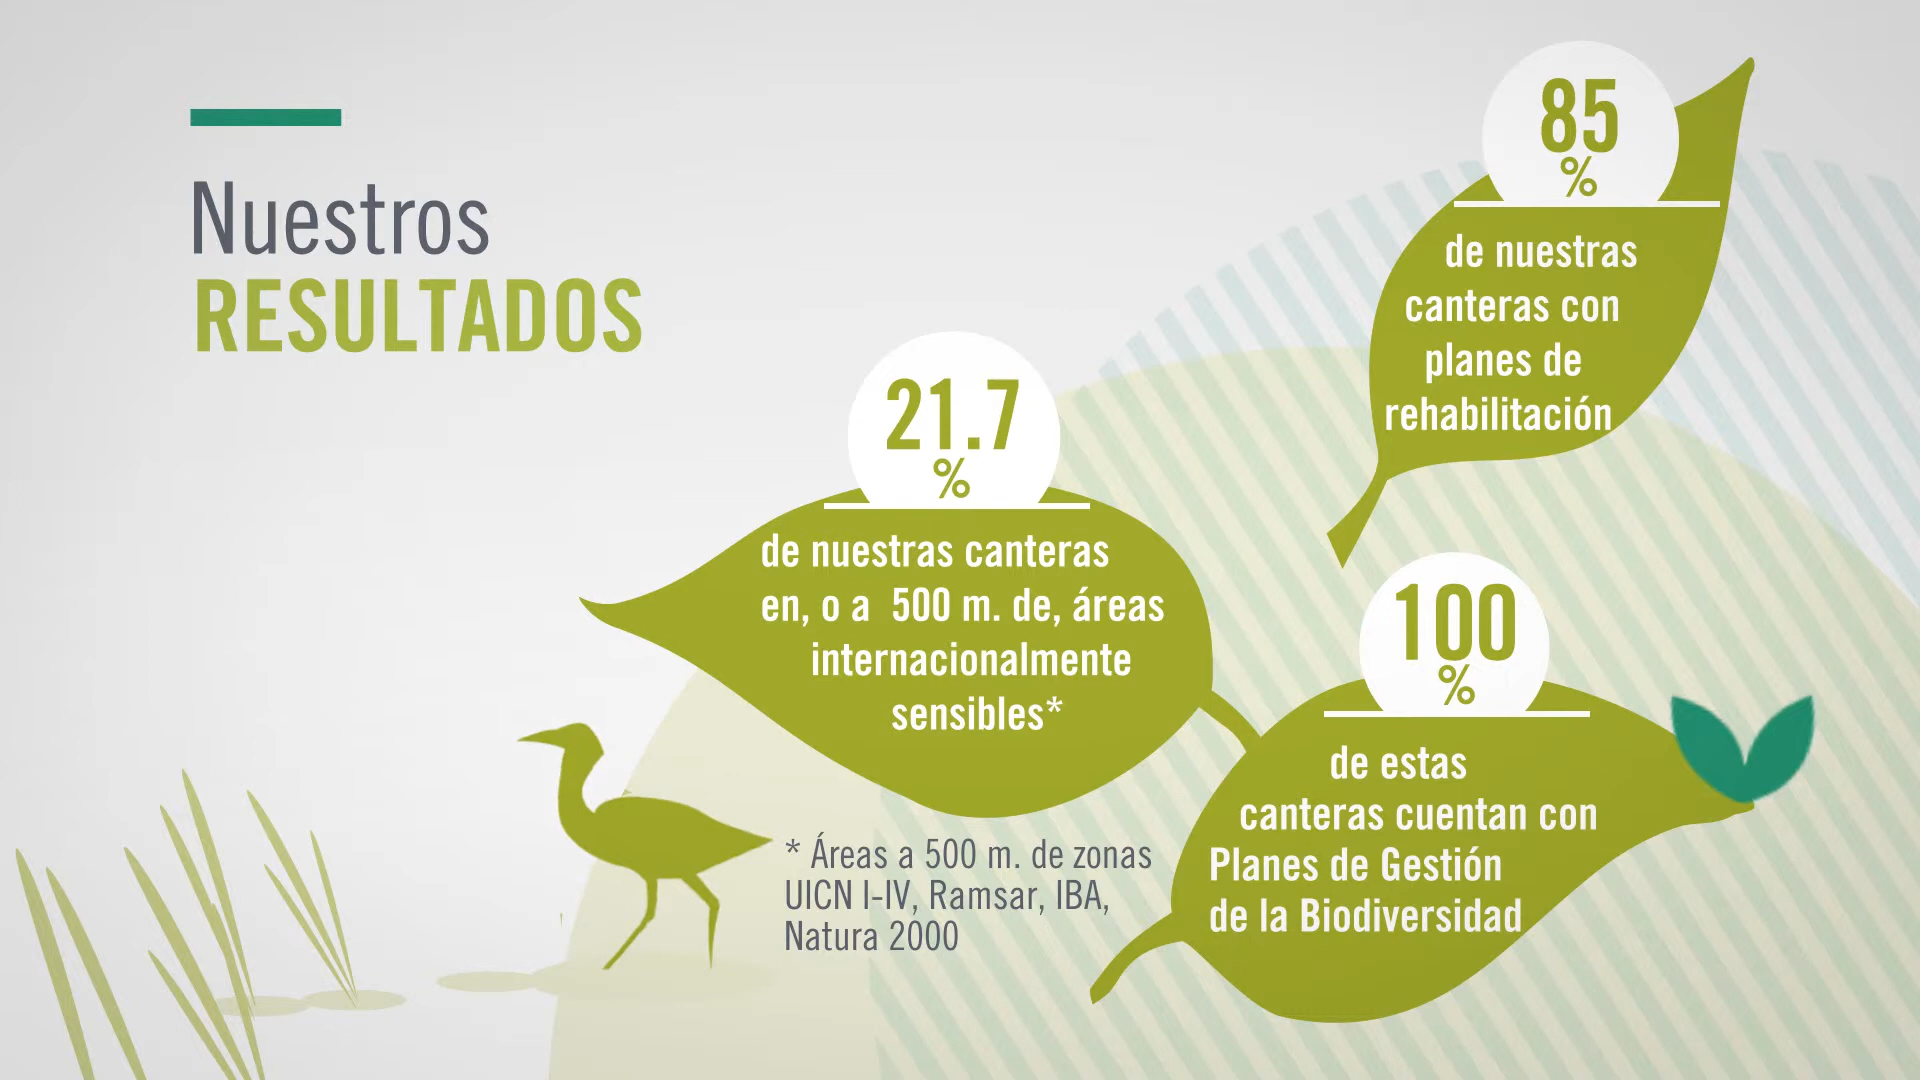 Nuestros
RESULTADOS
85
%
de nuestras
canteras con
planes de
rehabilitación
21.7
%
de nuestras canteras
en, o a 500 m. de, áreas
internacionalmente
sensibles*
100
%
de estas
canteras cuentan con
Planes de Gestión
de la Biodiversidad
* Áreas a 500 m. de zonas
UICN I-IV, Ramsar, IBA,
Natura 2000